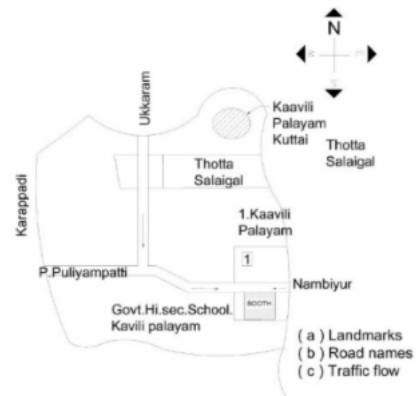 N
Ukkaram
Kaavili
Palayam
Kuttai
Thotta
Salaigal
Thotta
Salaigal
Karappadi
1.Kaavili
Palayam
1
P.Puliyampatti
Nambiyur
BOOTH
Govt.Hi.sec.School.
Kavili palayam
( a ) Landmarks
( b ) Road names
( c ) Traffic flow